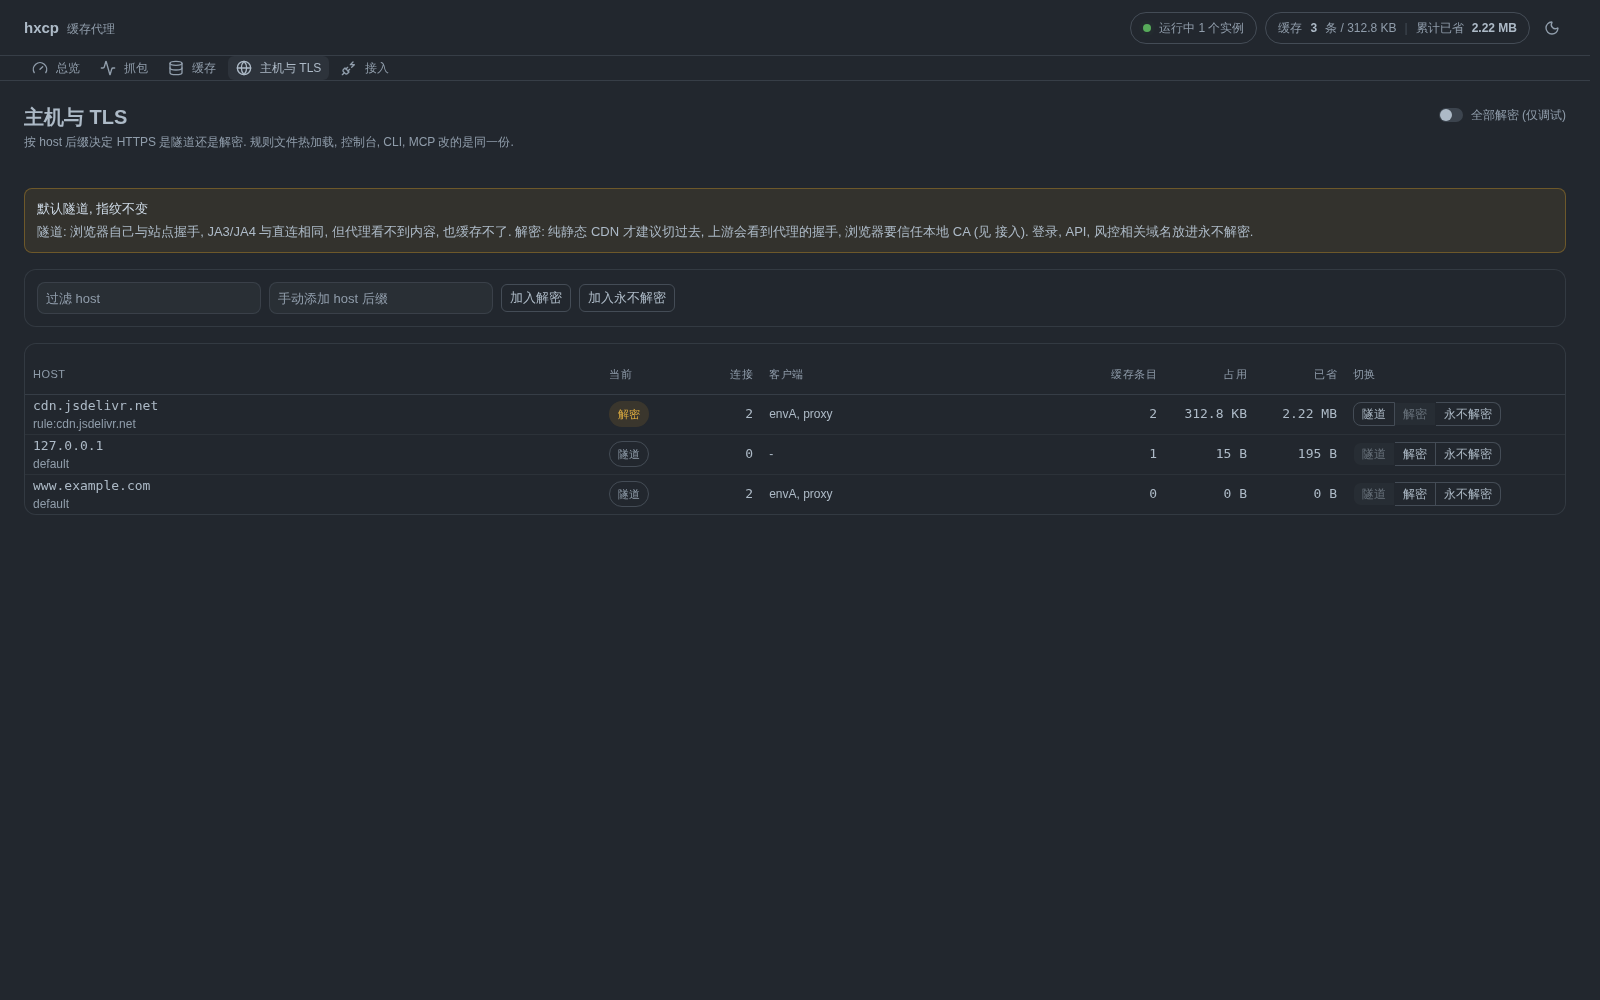 hxcp 缓存代理
运行中 1 个实例
缓存 3 条 / 312.8 KB | 累计已省 2.22 MB
总览 抓包 缓存 主机与 TLS 接入
主机与 TLS
全部解密 (仅调试)
按 host 后缀决定 HTTPS 是隧道还是解密. 规则文件热加载, 控制台, CLI, MCP 改的是同一份.
默认隧道, 指纹不变
隧道: 浏览器自己与站点握手, JA3/JA4 与直连相同, 但代理看不到内容, 也缓存不了. 解密: 纯静态 CDN 才建议切过去, 上游会看到代理的握手, 浏览器要信任本地 CA (见 接入). 登录, API, 风控相关域名放进永不解密.
过滤 host 手动添加 host 后缀 加入解密 加入永不解密
HOST 当前 连接 客户端 缓存条目 占用 已省 切换
cdn.jsdelivr.net 解密 2 envA, proxy 2 312.8 KB 2.22 MB 隧道 解密 永不解密
rule:cdn.jsdelivr.net
127.0.0.1 隧道 0 - 1 15 B 195 B 隧道 解密 永不解密
default
www.example.com 隧道 2 envA, proxy 0 0 B 0 B 隧道 解密 永不解密
default